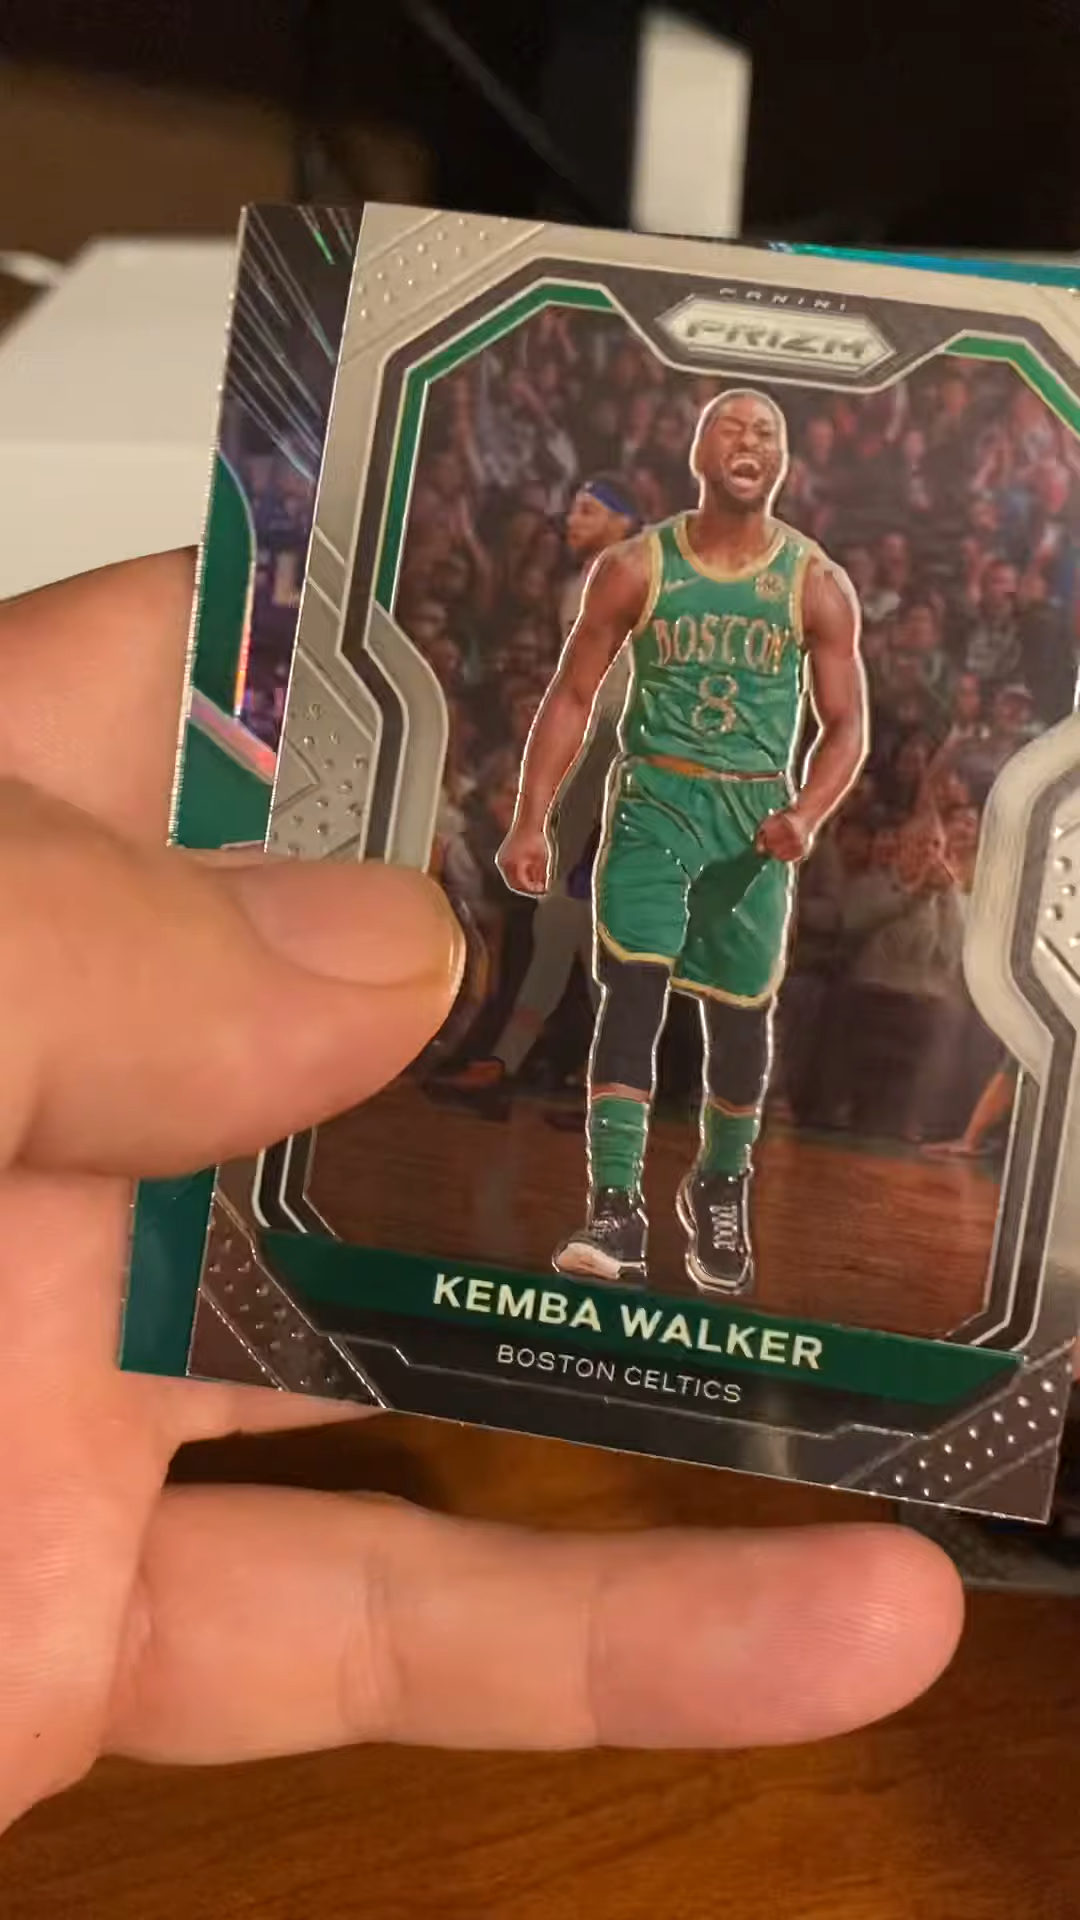 PANINI
PRIZM
BOSTON
8
KEMBA WALKER
BOSTON CELTICS